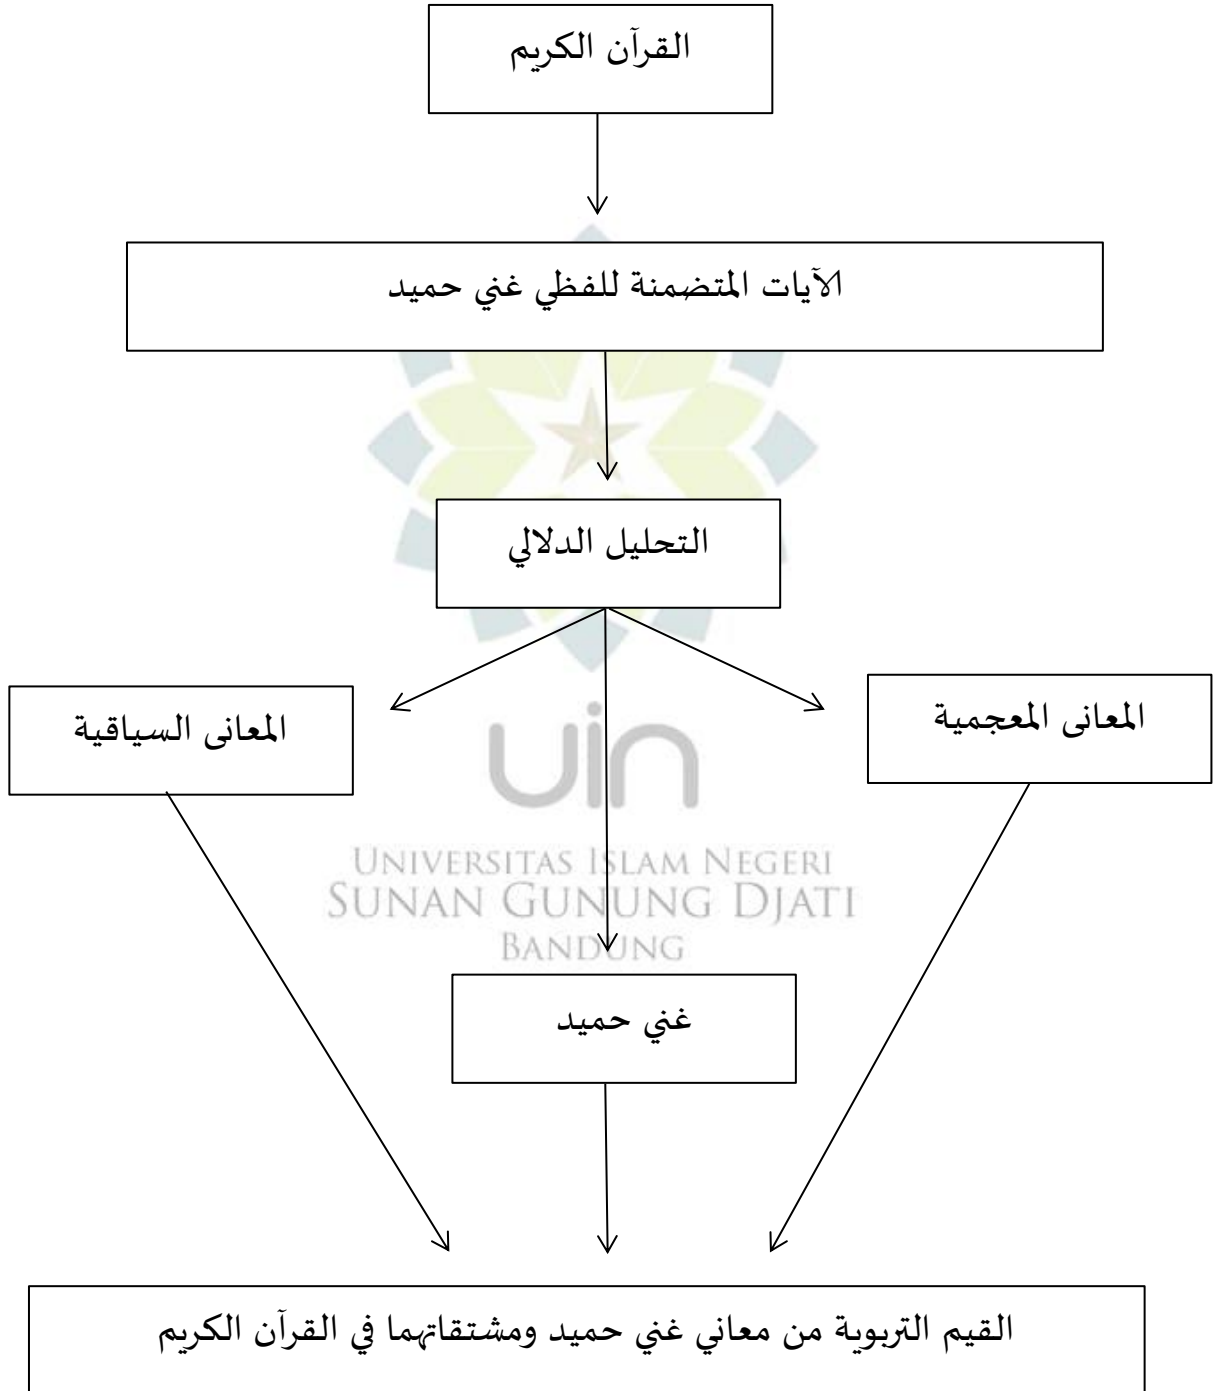 القرآن الكريم
الآيات المتضمنة للفظي غني حميد
التحليل الدلالي
المعانى المعجمية
المعانى السياقية
uin
UNIVERSITAS ISLAM NEGERI
SUNAN GUNUNG DJATI
BANDUNG
غني حميد
القيم التربوية من معاني غني حميد ومشتقاتهما في القرآن الكريم